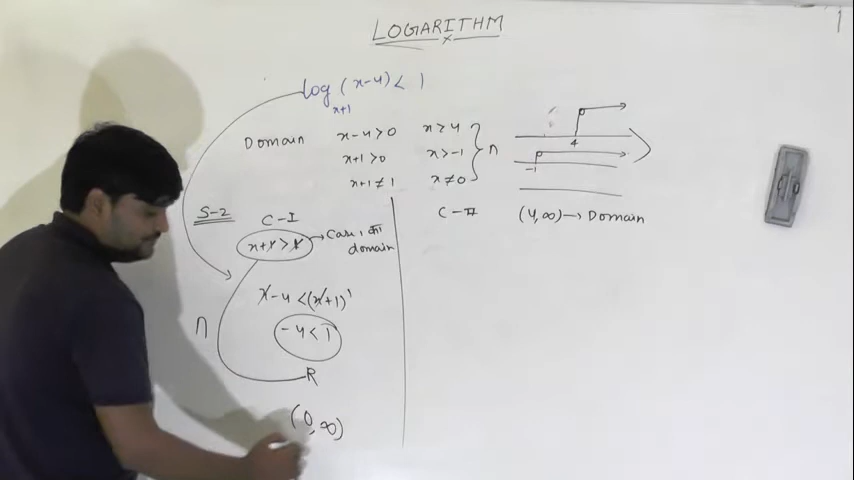 LOGARITHM
log x+1 (x-4) < 1
Domain x-4>0 x>4
x+1>0 x>-1
x+1≠1 x≠0
∩
4
-1
S-2
C-I
x+1>1 → Case, की domain
x-4<(x+1)¹
-4<1
∩
R
(0,∞)
C-II (4,∞)→ Domain